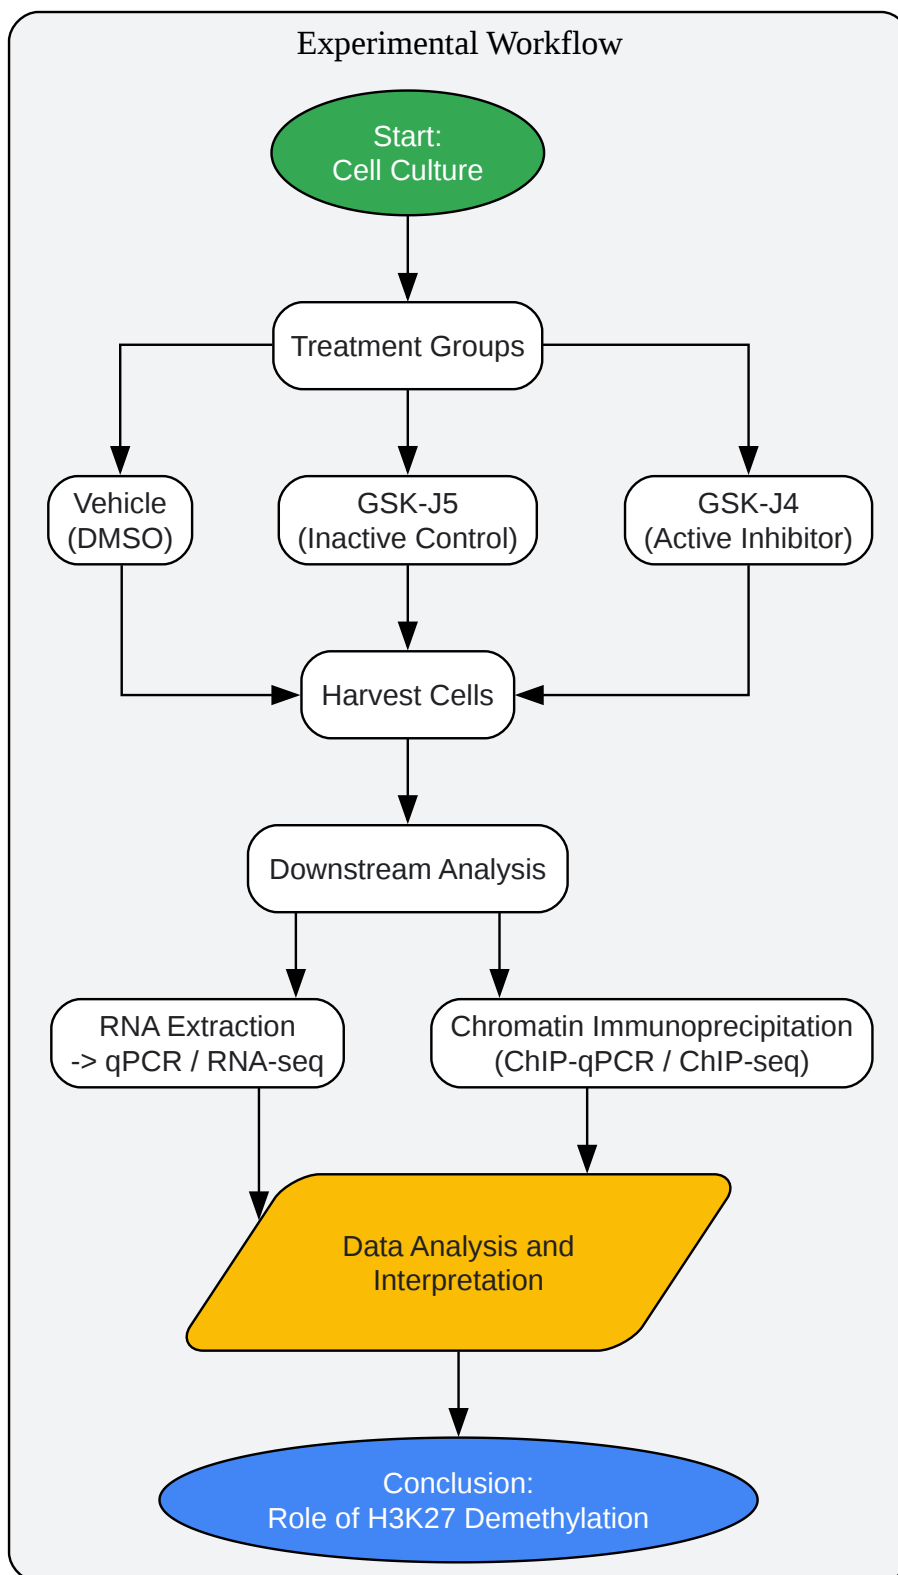 Experimental Workflow
Start:
Cell Culture
Treatment Groups
Vehicle
(DMSO)
GSK-J5
(Inactive Control)
GSK-J4
(Active Inhibitor)
Harvest Cells
Downstream Analysis
RNA Extraction
-> qPCR / RNA-seq
Chromatin Immunoprecipitation
(ChIP-qPCR / ChIP-seq)
Data Analysis and
Interpretation
Conclusion:
Role of H3K27 Demethylation